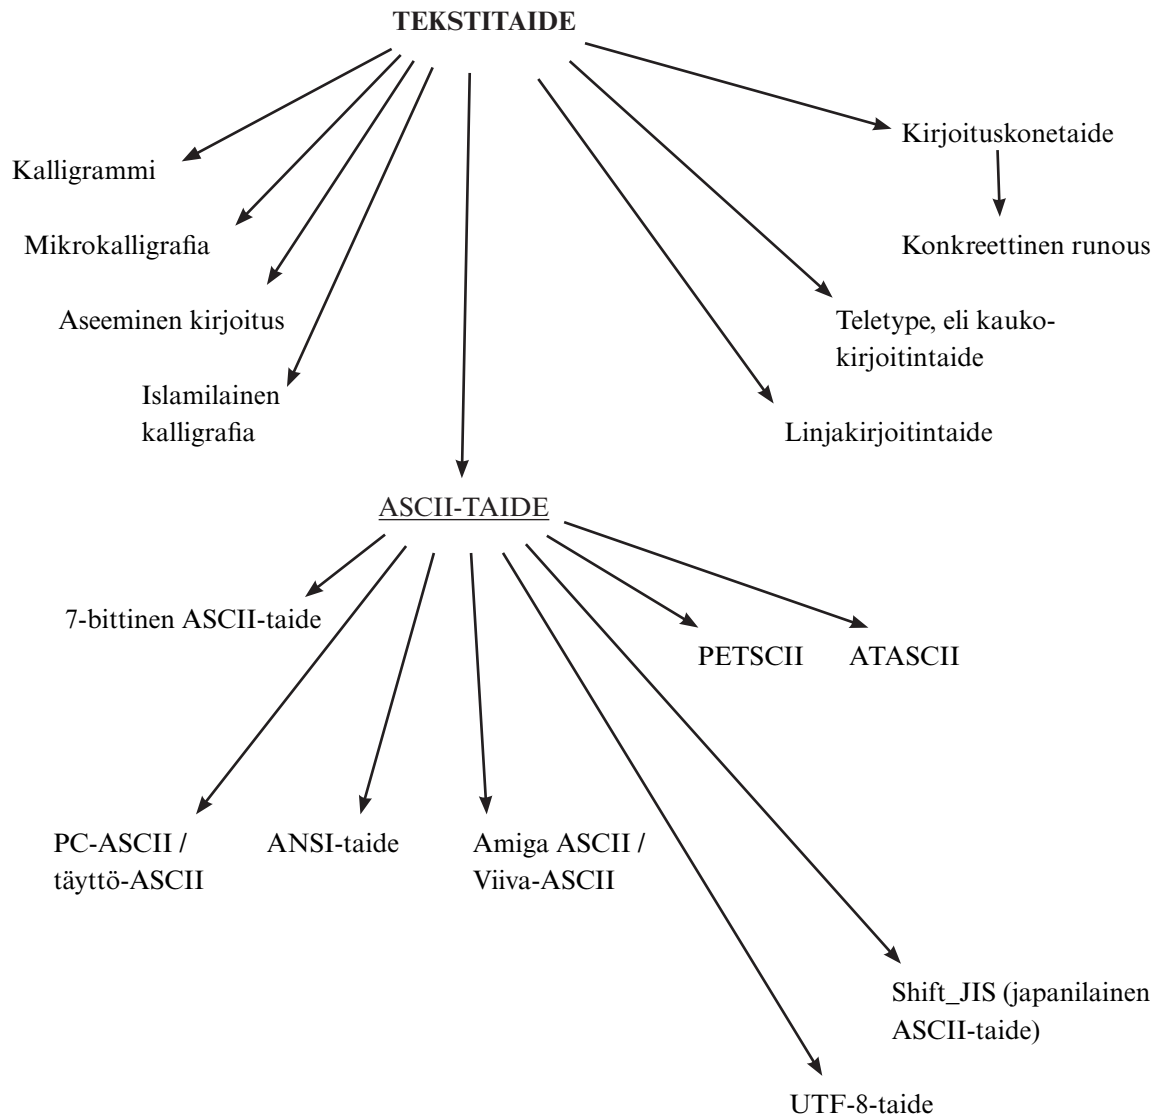 TEKSTITAIDE
Kirjoituskonetaide
Kalligrammi
Mikrokalligrafia
Konkreettinen runous
Aseeminen kirjoitus
Teletype, eli kauko-
kirjoitintaide
Islamilainen
kalligrafia
Linjakirjoitintaide
ASCII-TAIDE
7-bittinen ASCII-taide
PETSCII
ATASCII
PC-ASCII /
täyttö-ASCII
ANSI-taide
Amiga ASCII /
Viiva-ASCII
Shift_JIS (japanilainen
ASCII-taide)
UTF-8-taide